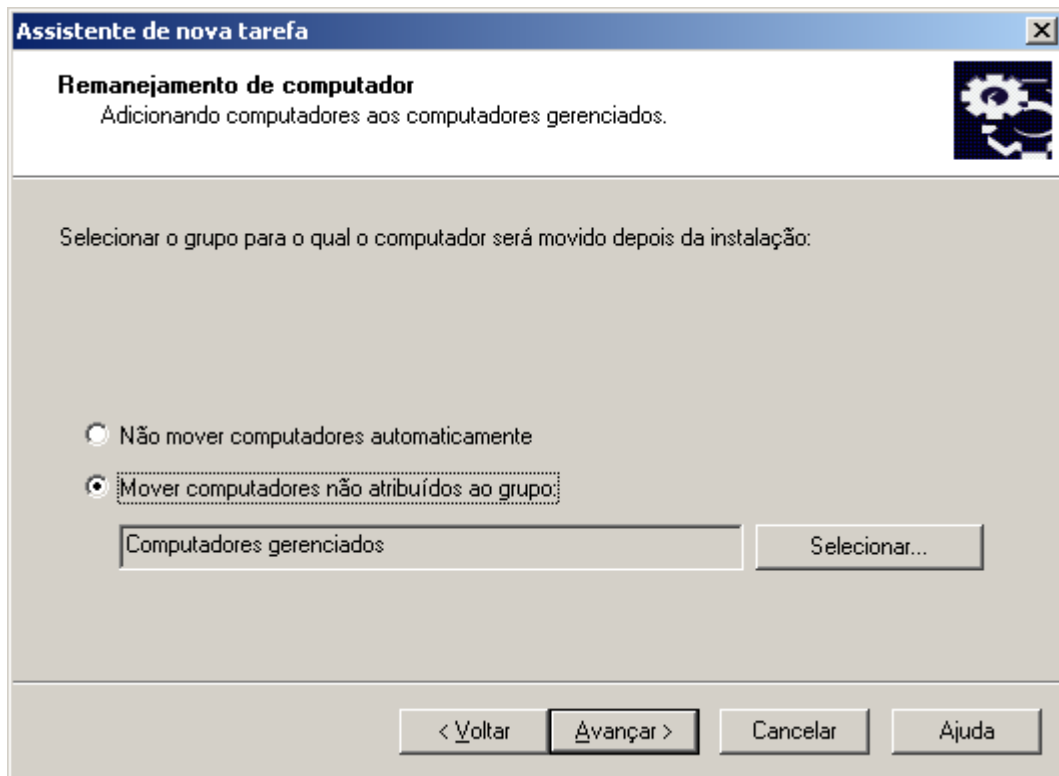 Assistente de nova tarefa
Remanejamento de computador
Adicionando computadores aos computadores gerenciados.
Selecionar o grupo para o qual o computador será movido depois da instalação:
Não mover computadores automaticamente
Mover computadores não atribuídos ao grupo:
Computadores gerenciados
Selecionar...
< Voltar
Avançar >
Cancelar
Ajuda